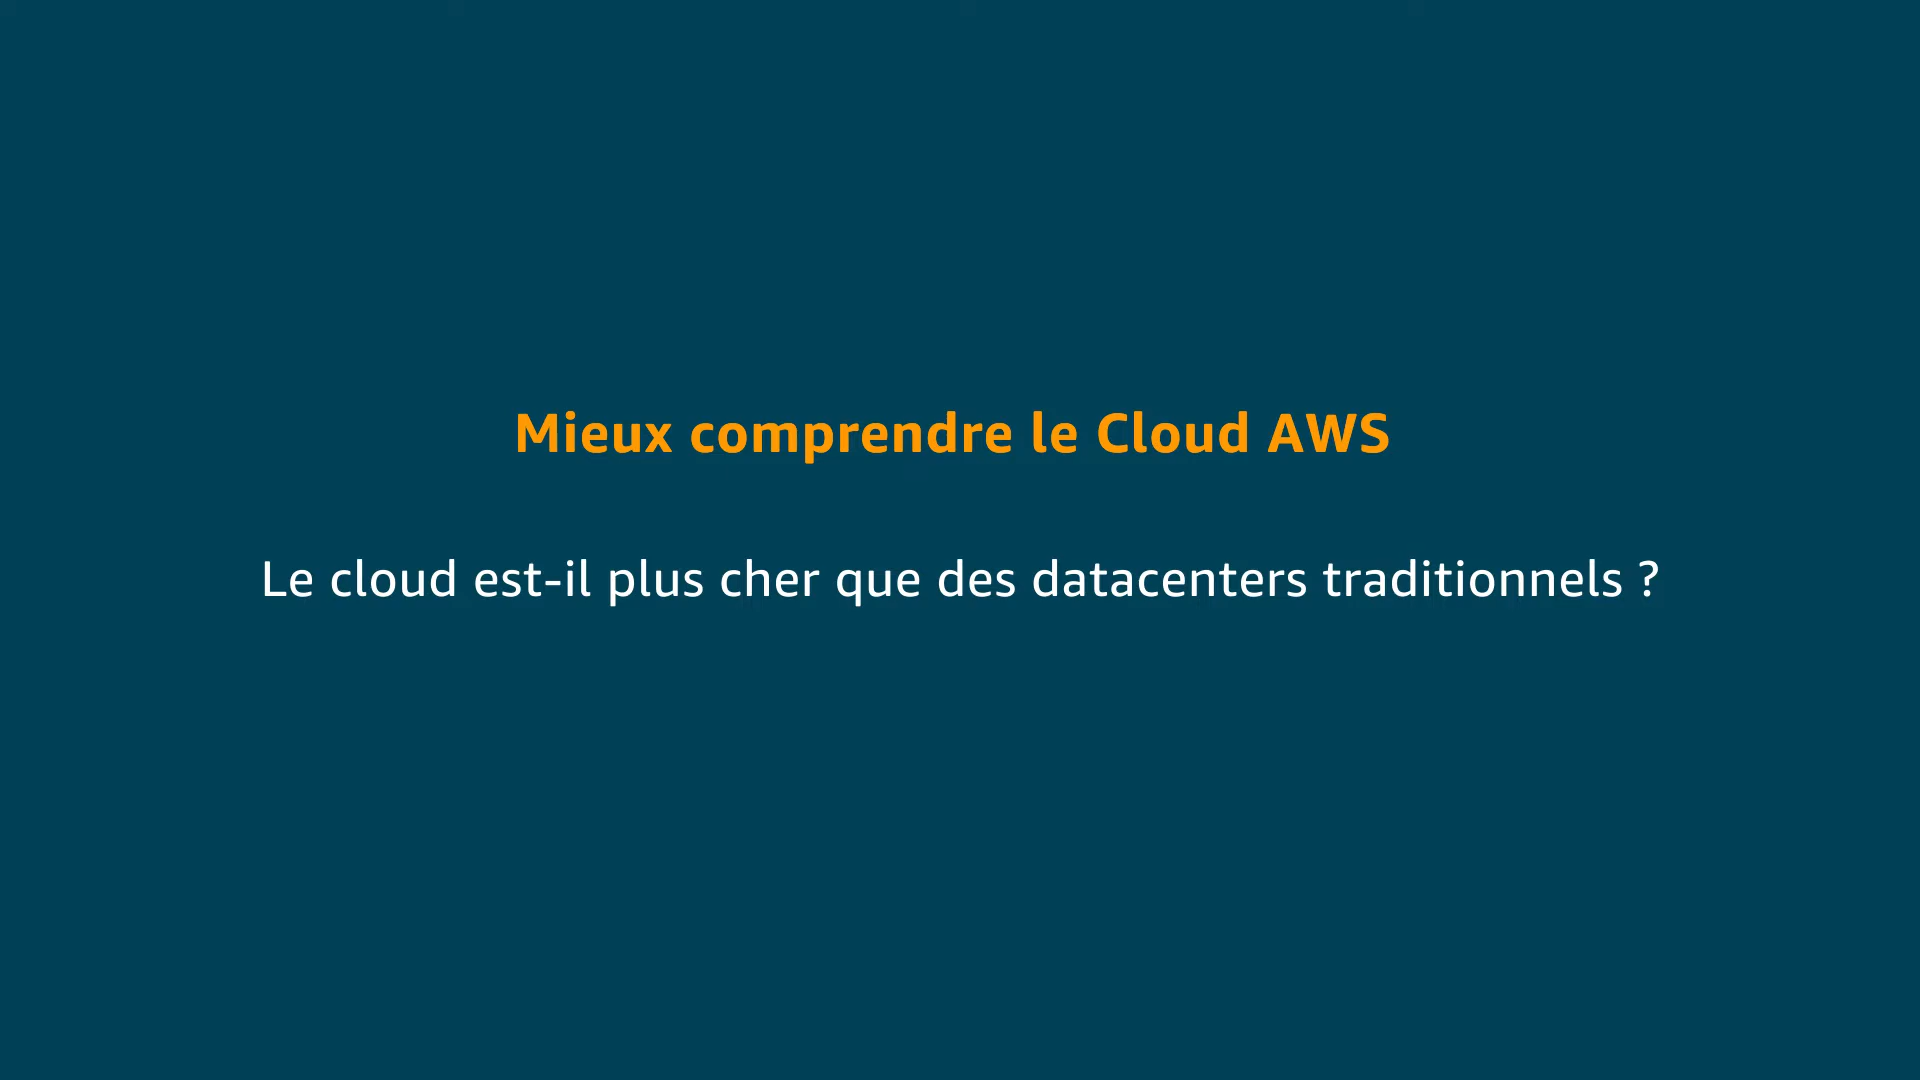 Mieux comprendre le Cloud AWS
Le cloud est-il plus cher que des datacenters traditionnels ?